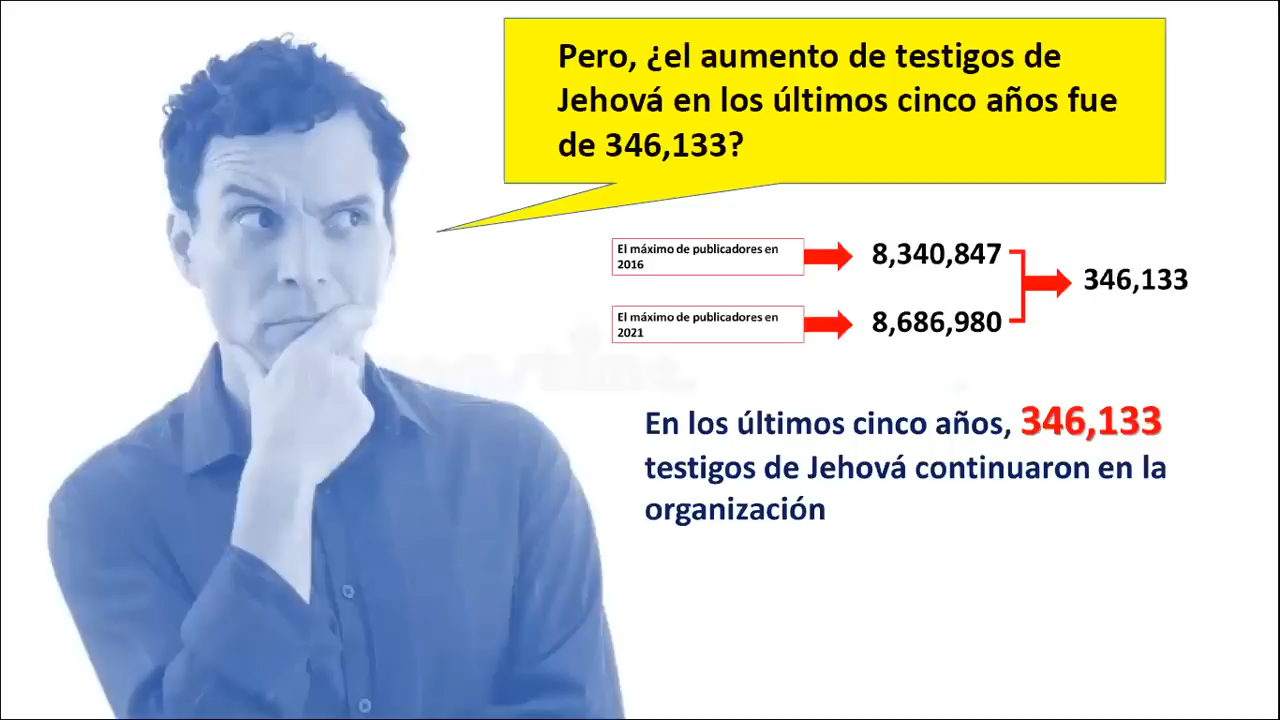 Pero, ¿el aumento de testigos de
Jehová en los últimos cinco años fue
de 346,133?
El máximo de publicadores en
2016
8,340,847
346,133
El máximo de publicadores en
2021
8,686,980
En los últimos cinco años, 346,133
testigos de Jehová continuaron en la
organización